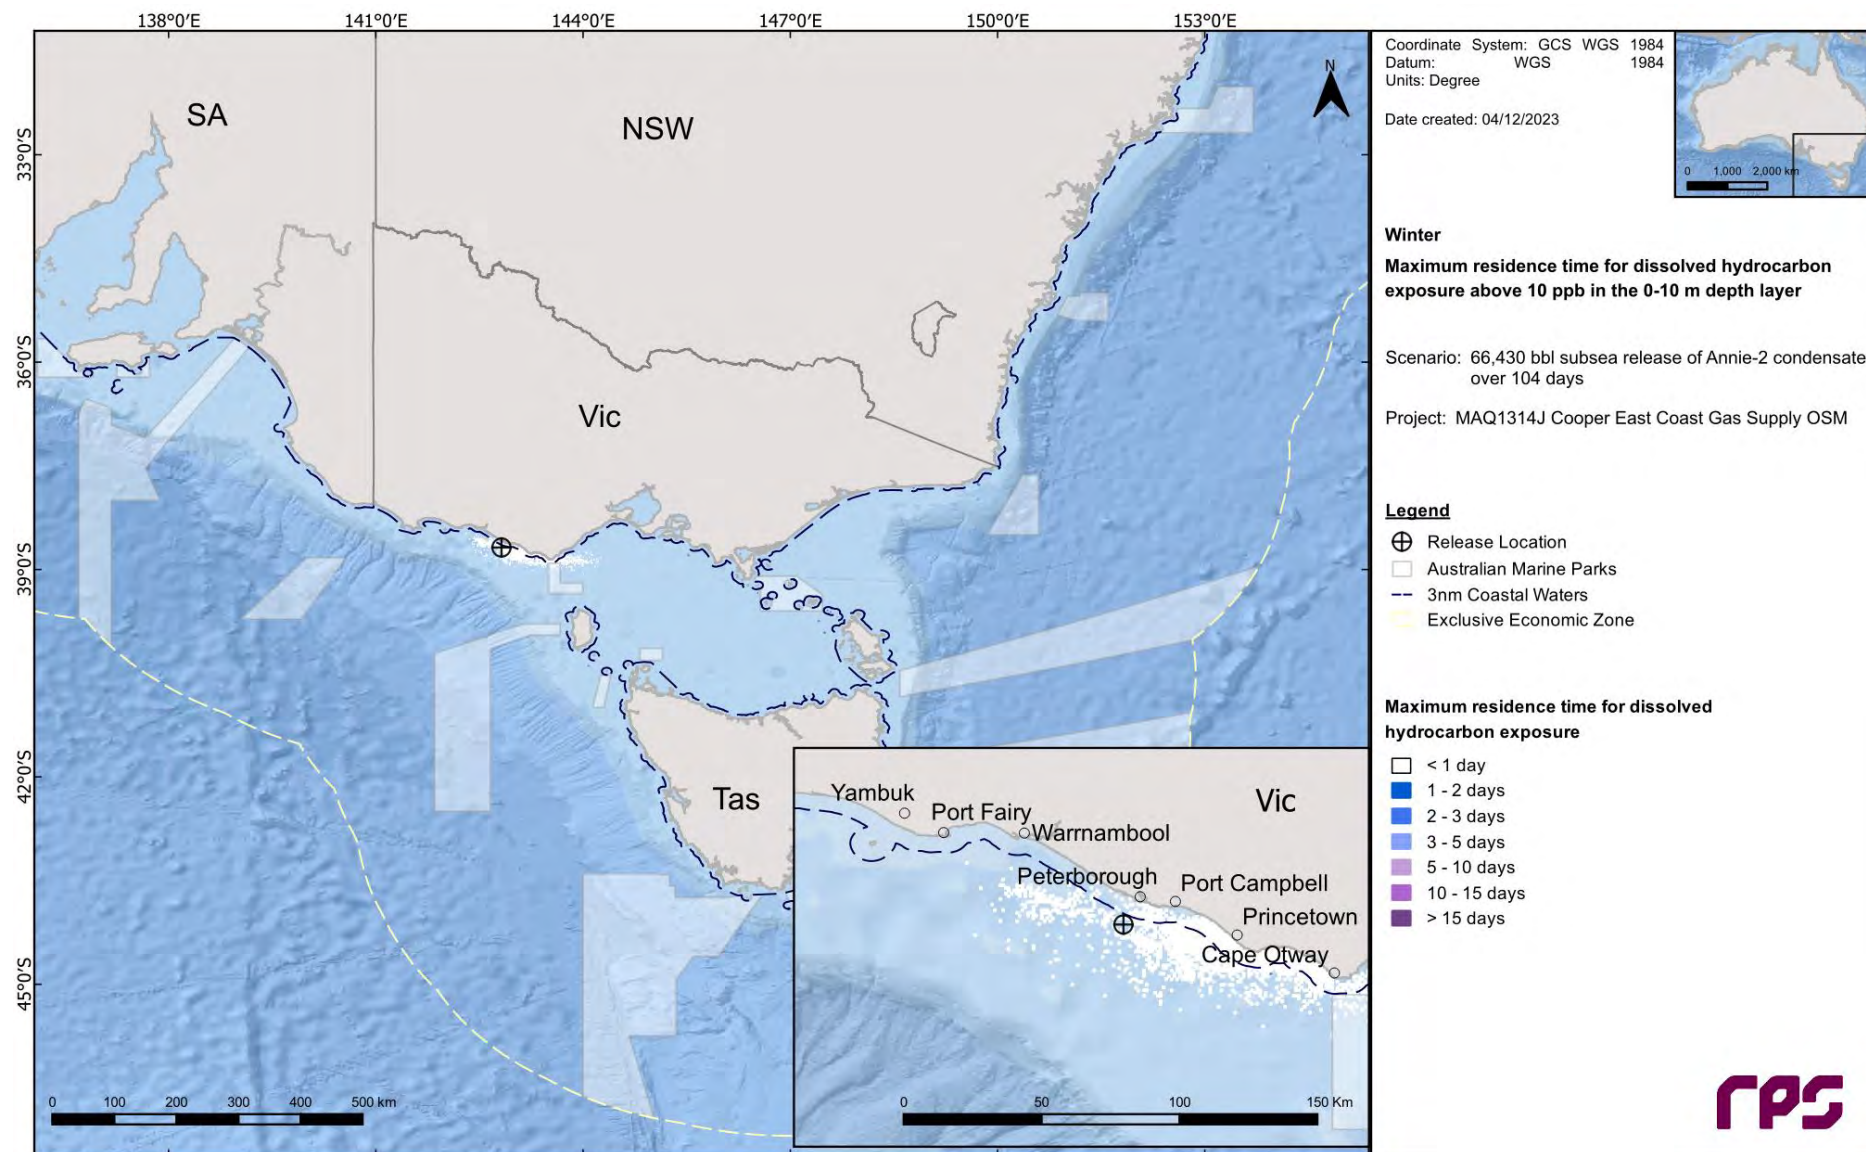 138°0′E 141°0′E 144°0′E 147°0′E 150°0′E 153°0′E
33°0′S
36°0′S
39°0′S
42°0′S
45°0′S
SA
NSW
Vic
Tas
N
0 100 200 300 400 500 km
Yambuk
Port Fairy
Warrnambool
Vic
Peterborough
Port Campbell
Princetown
Cape Otway
0 50 100 150 Km
Coordinate System: GCS WGS 1984
Datum: WGS 1984
Units: Degree
Date created: 04/12/2023
0 1,000 2,000 km
Winter
Maximum residence time for dissolved hydrocarbon
exposure above 10 ppb in the 0-10 m depth layer
Scenario: 66,430 bbl subsea release of Annie-2 condensate
over 104 days
Project: MAQ1314J Cooper East Coast Gas Supply OSM
Legend
Release Location
Australian Marine Parks
3nm Coastal Waters
Exclusive Economic Zone
Maximum residence time for dissolved
hydrocarbon exposure
< 1 day
1 - 2 days
2 - 3 days
3 - 5 days
5 - 10 days
10 - 15 days
> 15 days
rps